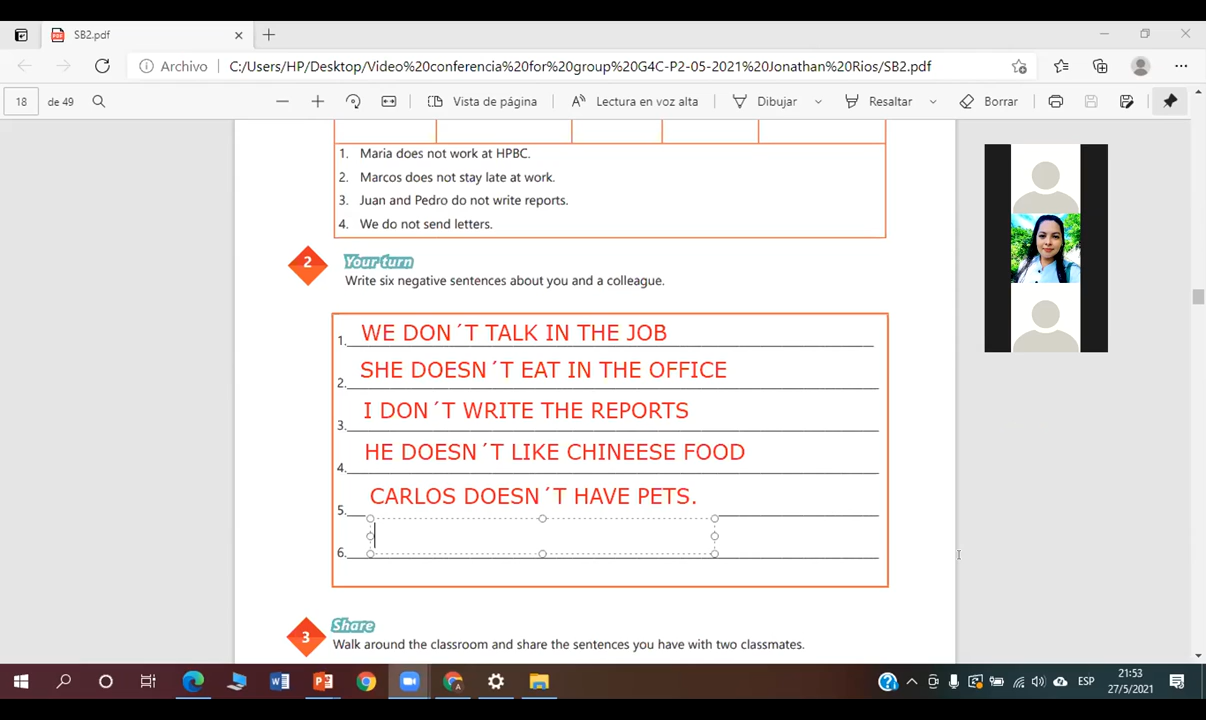 SB2.pdf
Archivo
C:/Users/HP/Desktop/Video%20conferencia%20for%20group%20G4C-P2-05-2021%20Jonathan%20Rios/SB2.pdf
18 de 49
Vista de página
Lectura en voz alta
Dibujar
Resaltar
Borrar
1. Maria does not work at HPBC.
2. Marcos does not stay late at work.
3. Juan and Pedro do not write reports.
4. We do not send letters.
2 Your turn
Write six negative sentences about you and a colleague.
1. WE DON´T TALK IN THE JOB
2. SHE DOESN´T EAT IN THE OFFICE
3. I DON´T WRITE THE REPORTS
4. HE DOESN´T LIKE CHINEESE FOOD
5. CARLOS DOESN´T HAVE PETS.
6.
3 Share
Walk around the classroom and share the sentences you have with two classmates.
ESP
21:53
27/5/2021